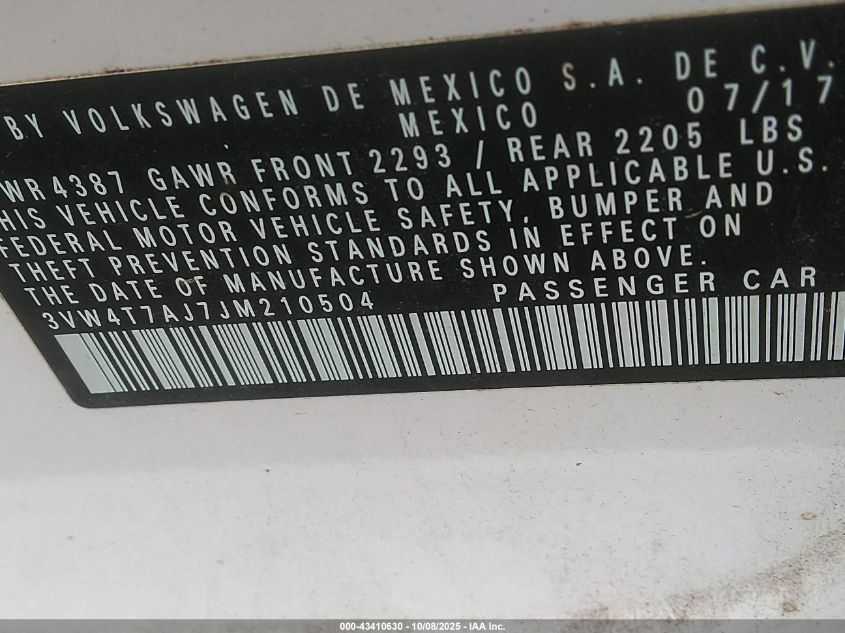 BY VOLKSWAGEN DE MEXICO S.A. DE C.V.
MEXICO 07/17
WR4387 GAWR FRONT 2293 / REAR 2205 LBS
HIS VEHICLE CONFORMS TO ALL APPLICABLE U.S.
FEDERAL MOTOR VEHICLE SAFETY, BUMPER AND
THEFT PREVENTION STANDARDS IN EFFECT ON
THE DATE OF MANUFACTURE SHOWN ABOVE.
3VW4T7AJ7JM210504 PASSENGER CAR
000-43410630 - 10/08/2025 - IAA Inc.